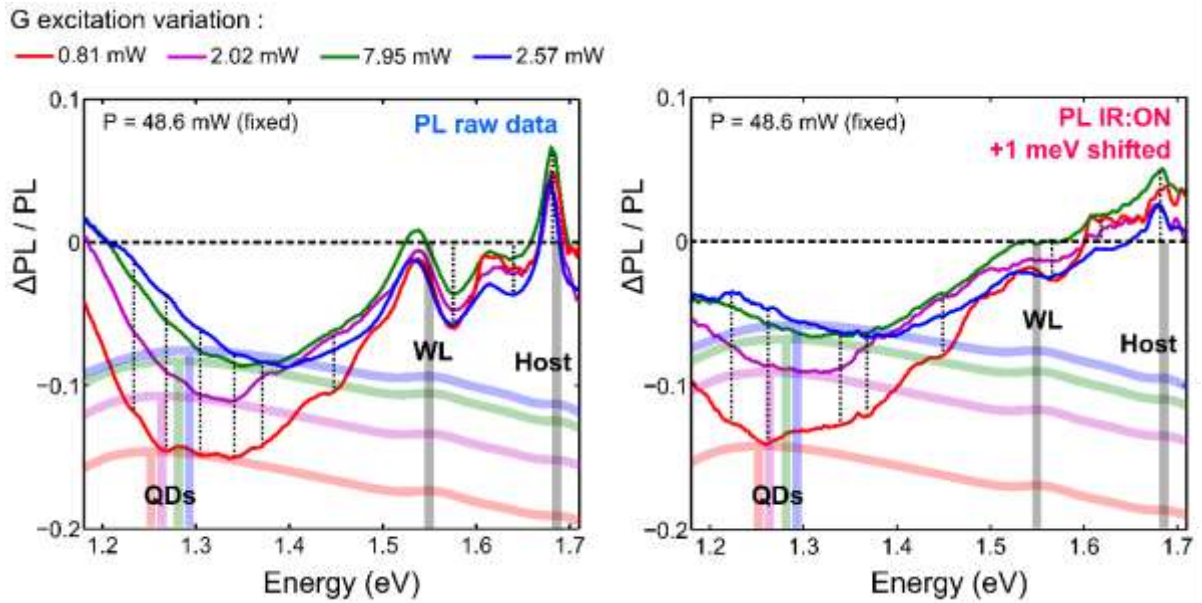 G excitation variation :
0.81 mW 2.02 mW 7.95 mW 2.57 mW
P = 48.6 mW (fixed)
PL raw data
ΔPL / PL
0.1
0
−0.1
−0.2
WL
Host
QDs
1.2 1.3 1.4 1.5 1.6 1.7
Energy (eV)
P = 48.6 mW (fixed)
PL IR:ON
+1 meV shifted
ΔPL / PL
0.1
0
−0.1
−0.2
WL
Host
QDs
1.2 1.3 1.4 1.5 1.6 1.7
Energy (eV)